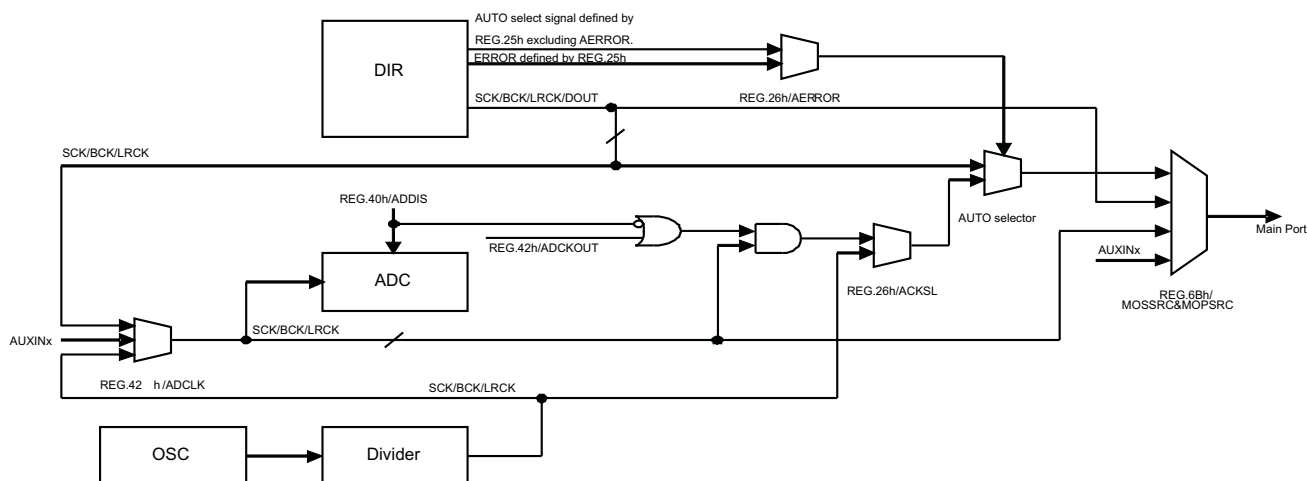 AUTO select signal defined by
REG.25h excluding AERROR.
ERROR defined by REG.25h
DIR
SCK/BCK/LRCK/DOUT
REG.26h/AERROR
SCK/BCK/LRCK
REG.40h/ADDIS
AUTO selector
REG.42h/ADCKOUT
Main Port
AUXINx
ADC
REG.26h/ACKSL
REG.6Bh/
MOSSRC&MOPSRC
SCK/BCK/LRCK
AUXINx
REG.42 h/ADCLK
SCK/BCK/LRCK
OSC
Divider